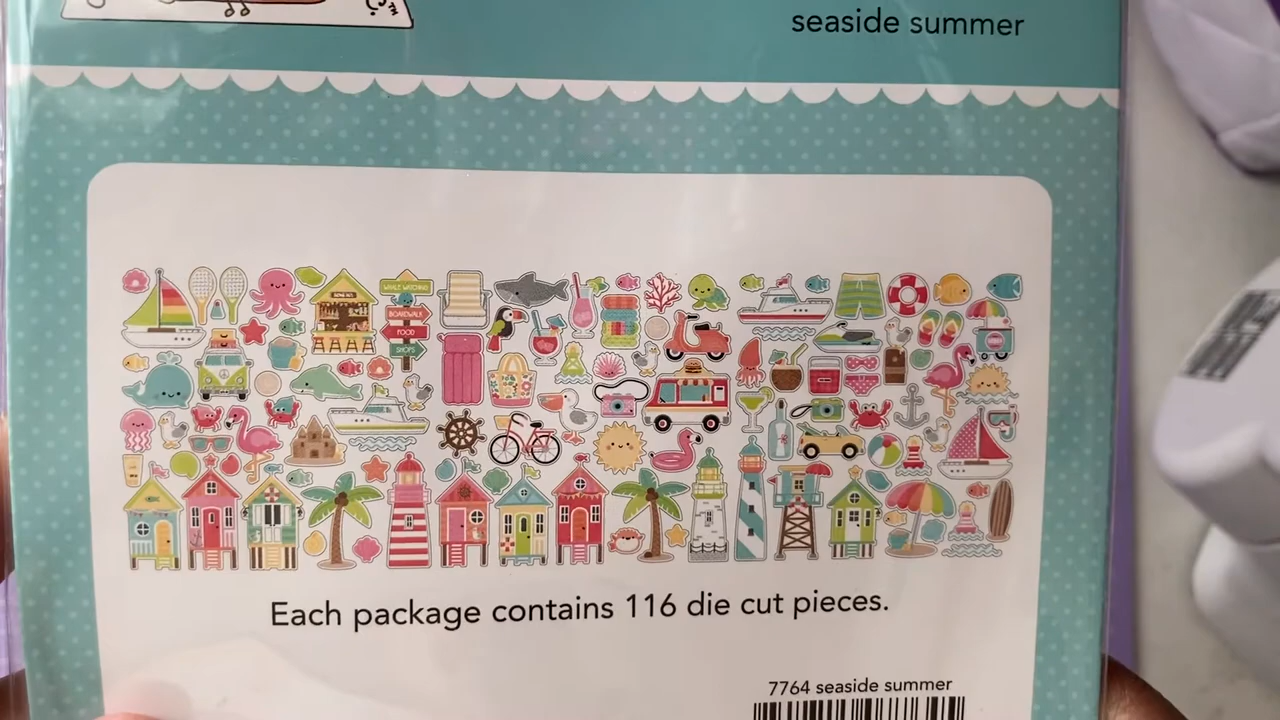 seaside summer
WHALE WATCHING
BOARDWALK
FOOD
SHOPS
Each package contains 116 die cut pieces.
7764 seaside summer